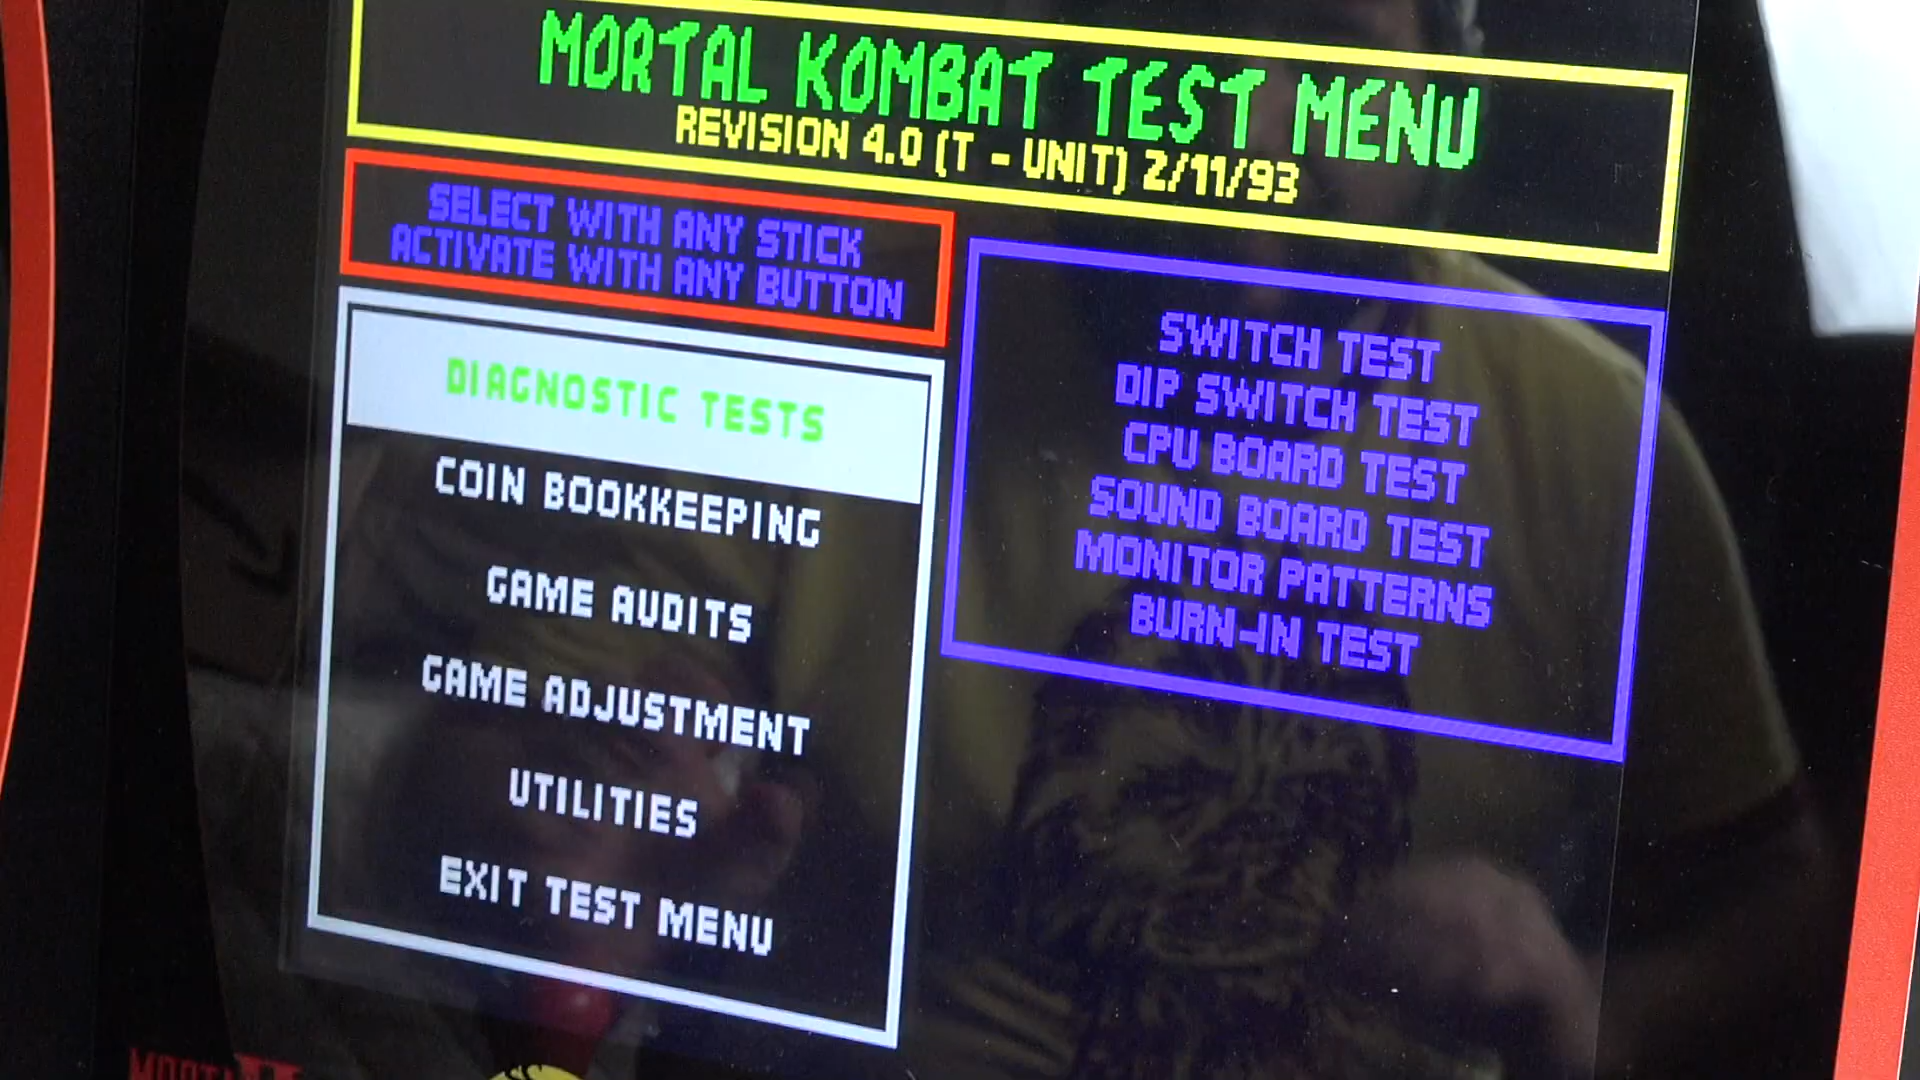 MORTAL KOMBAT TEST MENU
REVISION 4.0 (T - UNIT) 2/11/93
SELECT WITH ANY STICK
ACTIVATE WITH ANY BUTTON
DIAGNOSTIC TESTS
COIN BOOKKEEPING
GAME AUDITS
GAME ADJUSTMENT
UTILITIES
EXIT TEST MENU
SWITCH TEST
DIP SWITCH TEST
CPU BOARD TEST
SOUND BOARD TEST
MONITOR PATTERNS
BURN-IN TEST